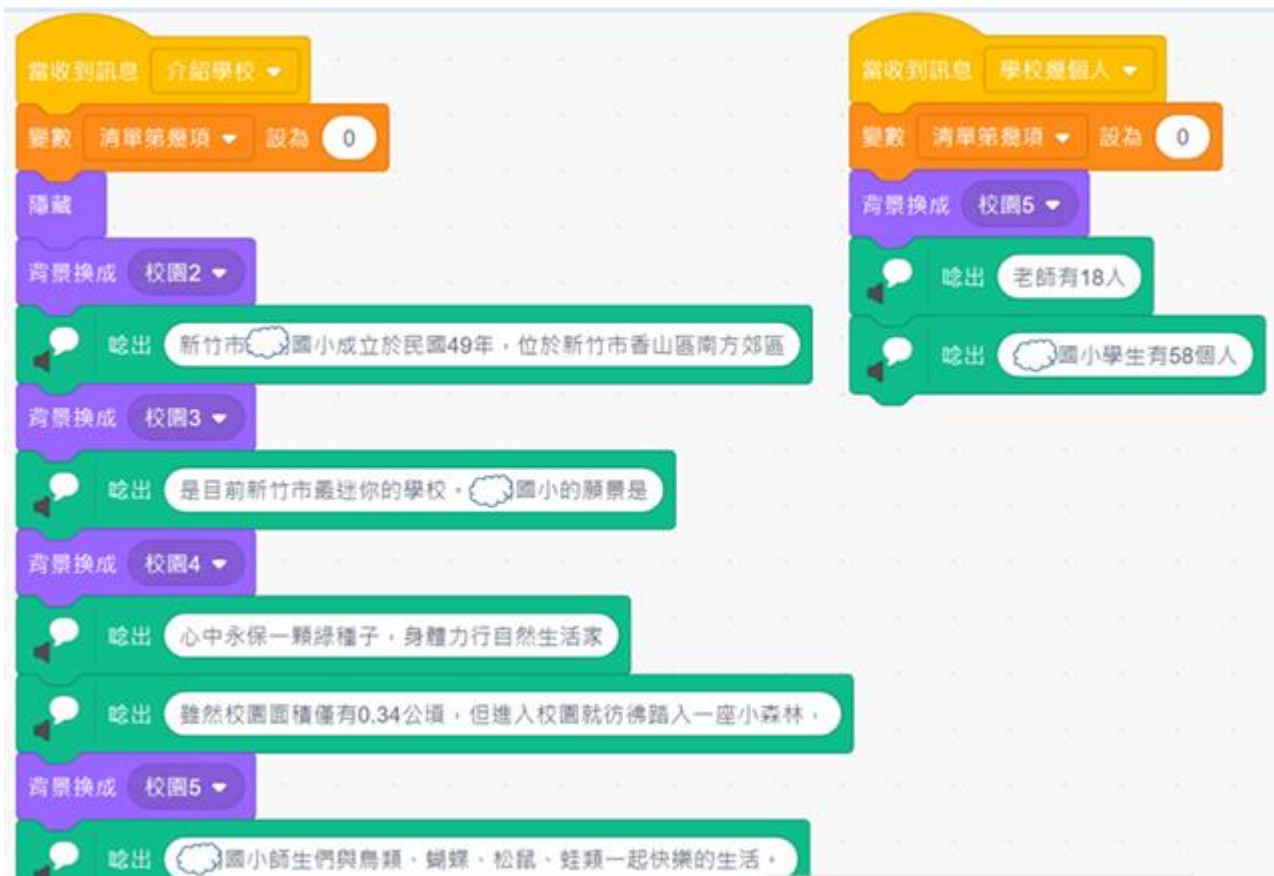 當收到訊息 介紹學校
變數 清單第幾項 設為 0
隱藏
背景換成 校園2
唸出 新竹市 國小成立於民國49年，位於新竹市香山區南方郊區
背景換成 校園3
唸出 是目前新竹市最迷你的學校。 國小的願景是
背景換成 校園4
唸出 心中永保一顆綠種子，身體力行自然生活家
唸出 雖然校園面積僅有0.34公頃，但進入校園就彷彿踏入一座小森林，
背景換成 校園5
唸出 國小師生們與鳥類、蝴蝶、松鼠、蛙類一起快樂的生活。
當收到訊息 學校幾個人
變數 清單第幾項 設為 0
背景換成 校園5
唸出 老師有18人
唸出 國小學生有58個人